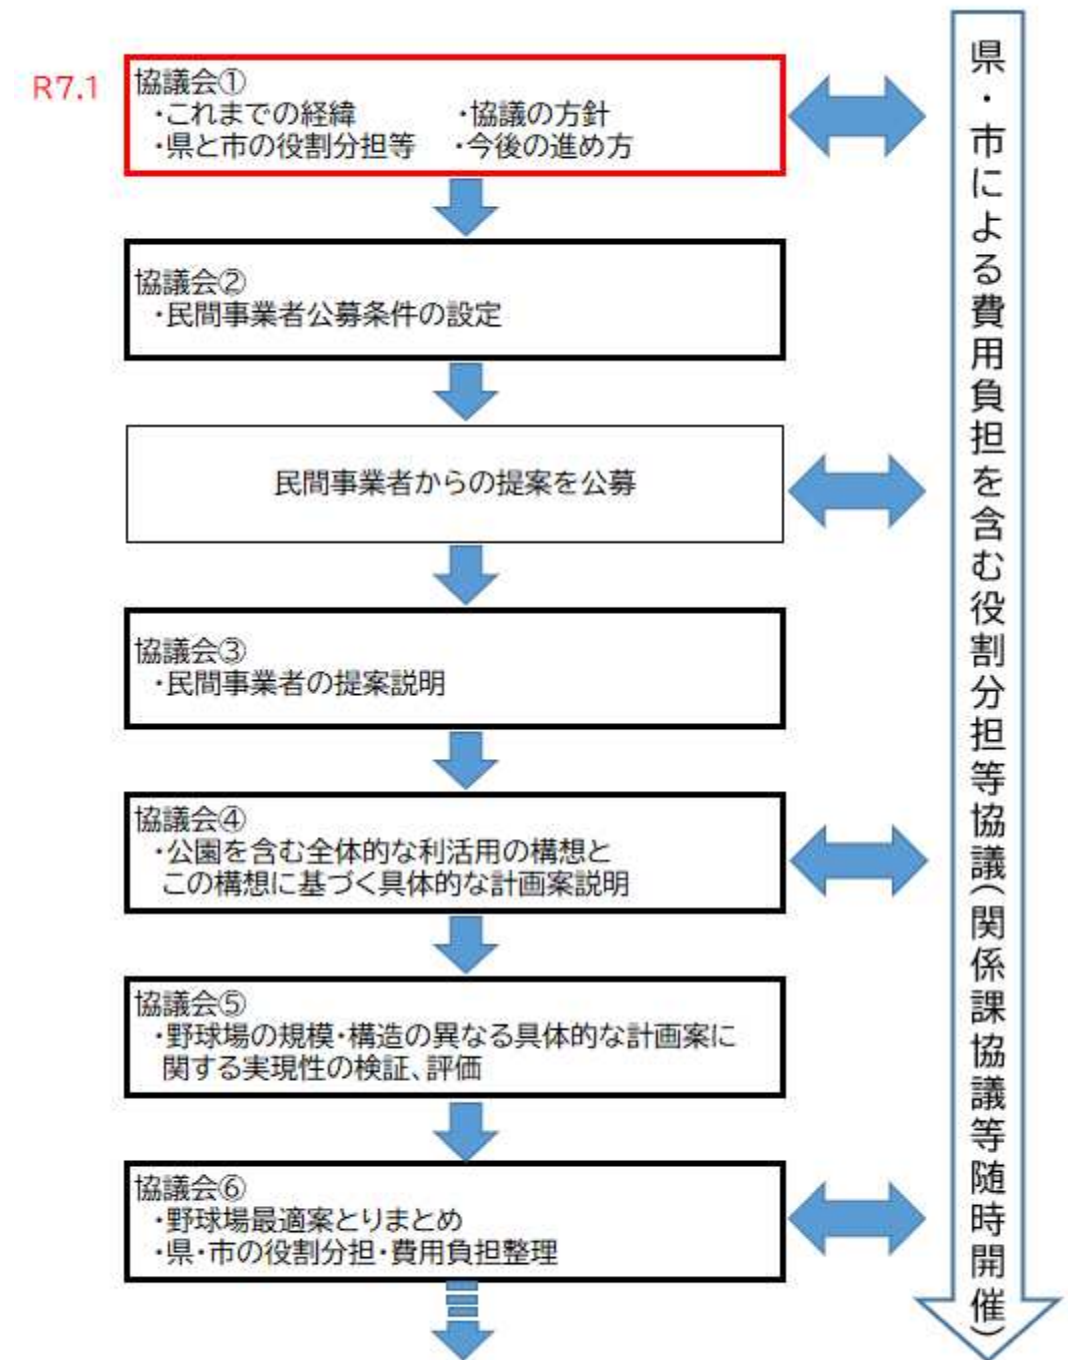 R7.1
協議会①
・これまでの経緯 ・協議の方針
・県と市の役割分担等 ・今後の進め方
協議会②
・民間事業者公募条件の設定
民間事業者からの提案を公募
協議会③
・民間事業者の提案説明
協議会④
・公園を含む全体的な利活用の構想と
この構想に基づく具体的な計画案説明
協議会⑤
・野球場の規模・構造の異なる具体的な計画案に
関する実現性の検証、評価
協議会⑥
・野球場最適案とりまとめ
・県・市の役割分担・費用負担整理
県・市による費用負担を含む役割分担等協議(関係課協議等随時開催)